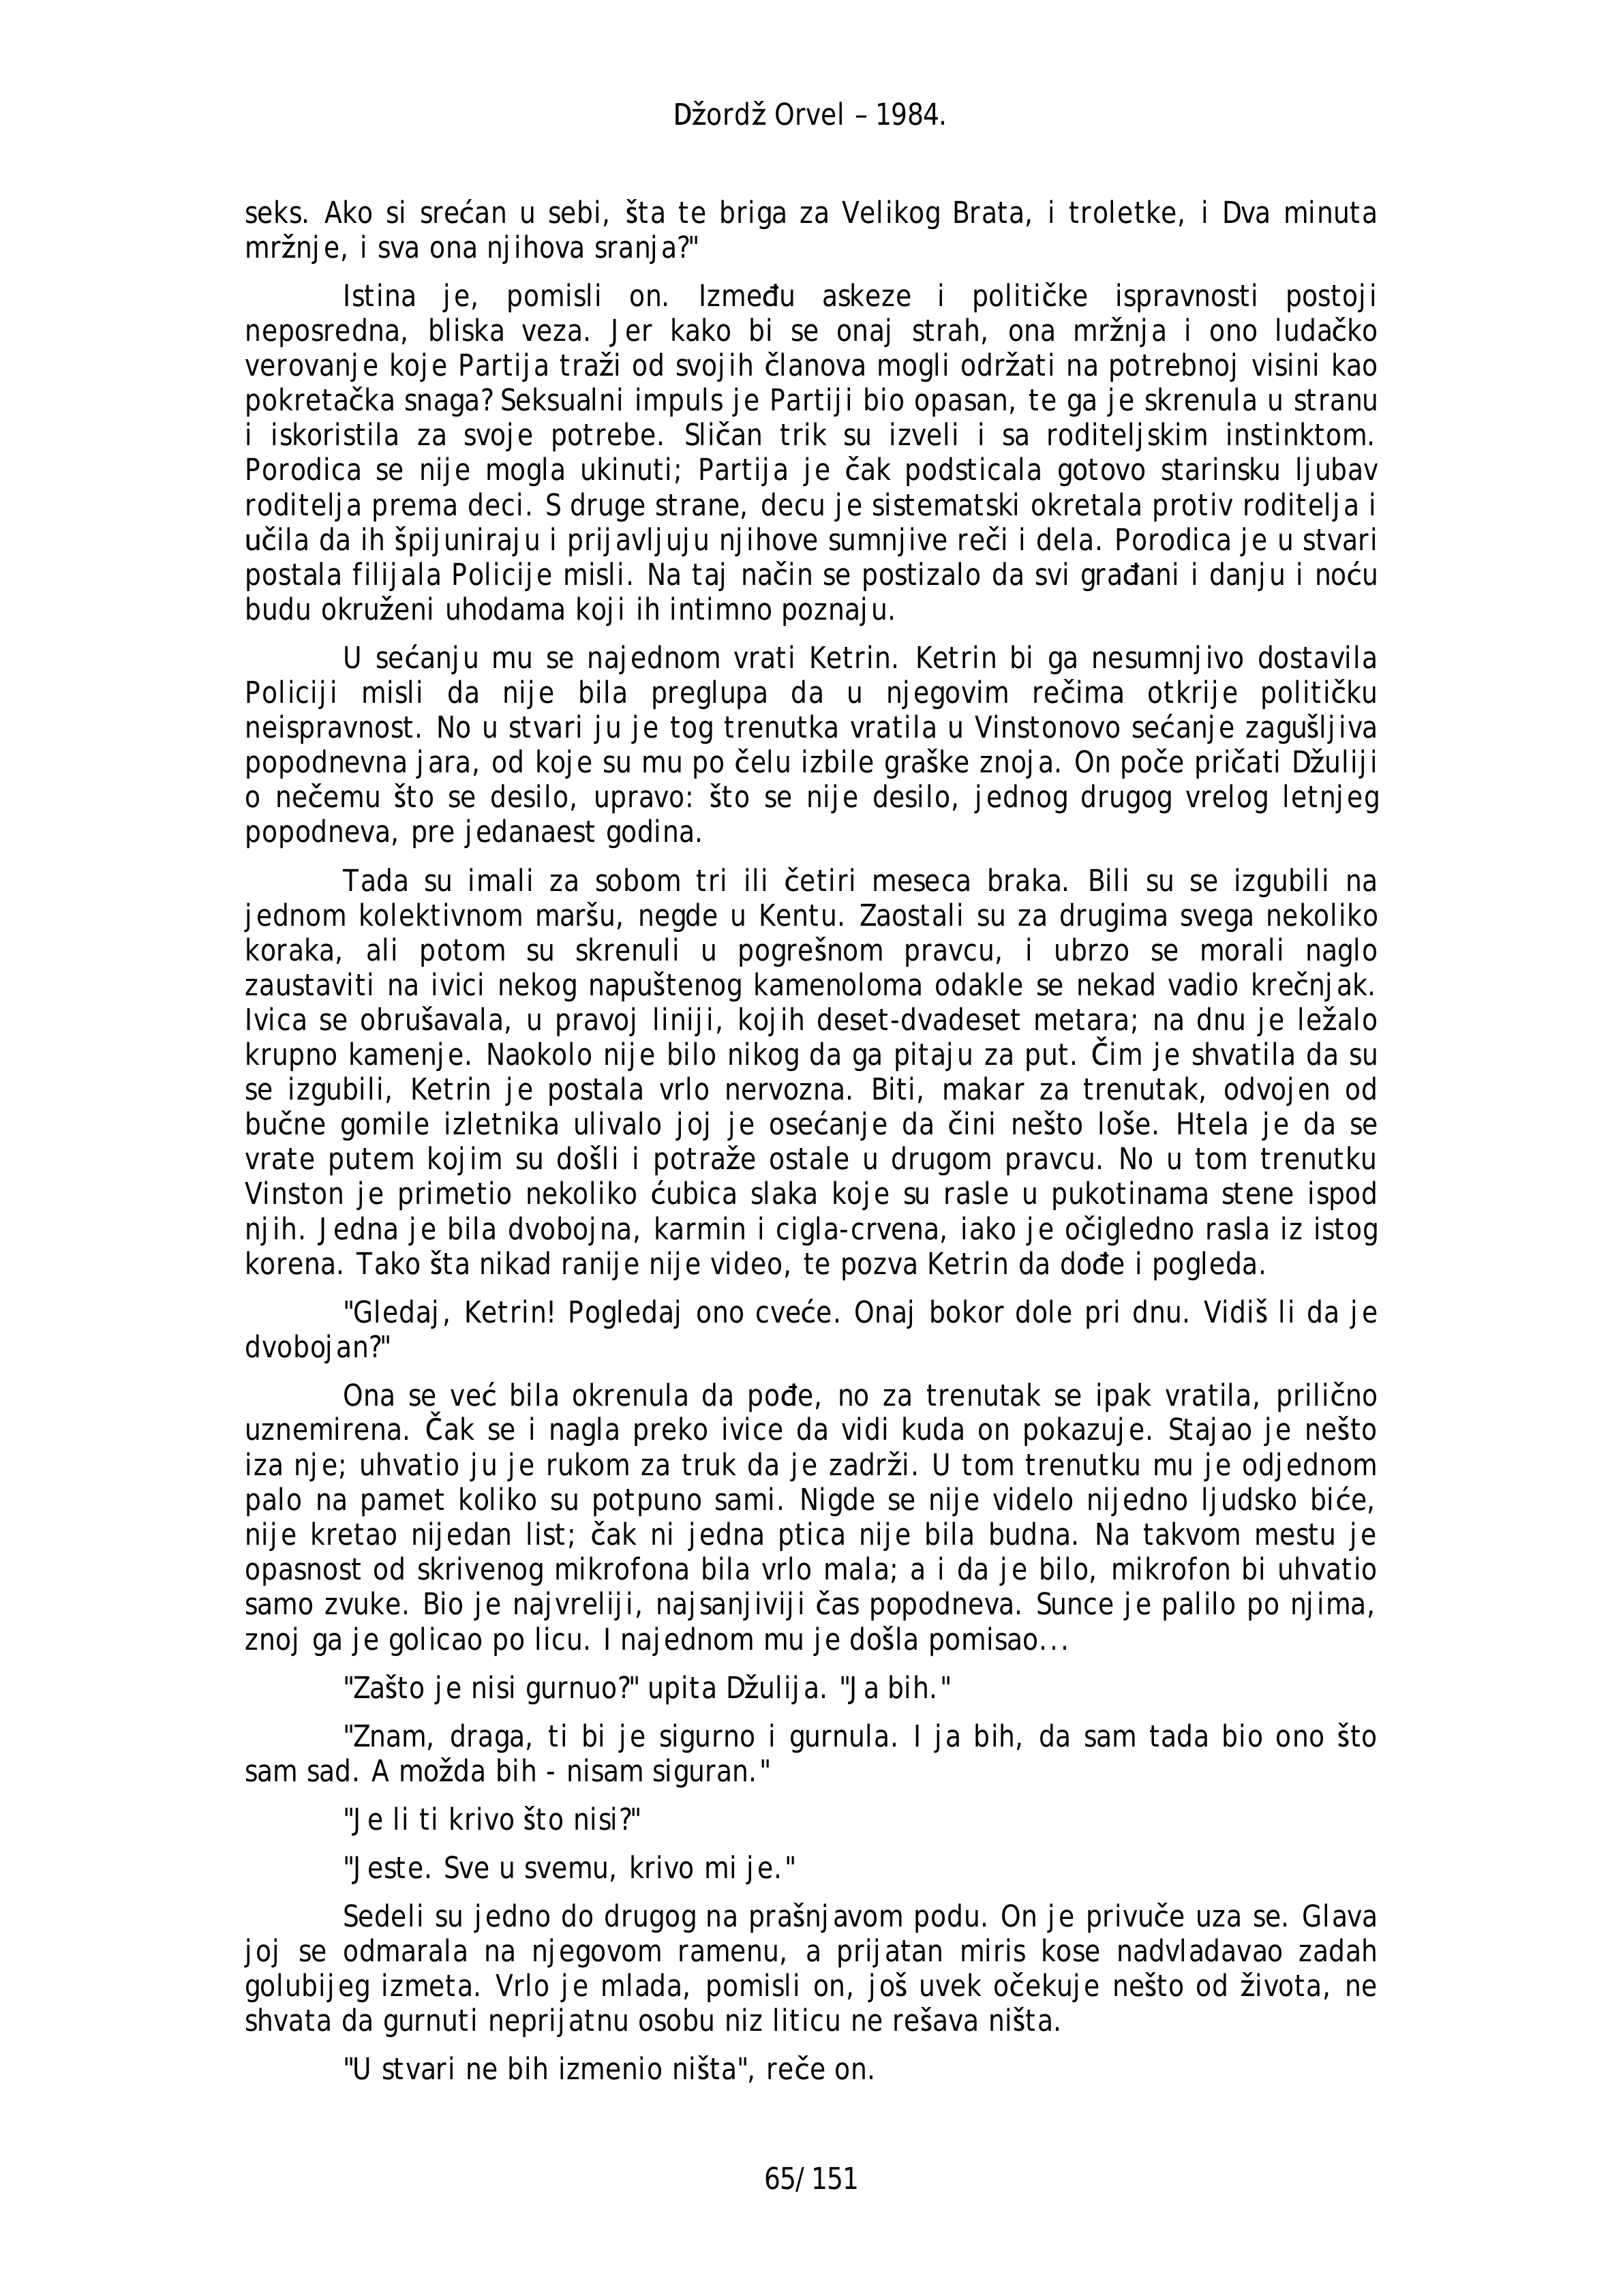 Džordž Orvel – 1984.
seks. Ako si srećan u sebi, šta te briga za Velikog Brata, i troletke, i Dva minuta
mržnje, i sva ona njihova sranja?"
Istina je, pomisli on. Između askeze i političke ispravnosti postoji
neposredna, bliska veza. Jer kako bi se onaj strah, ona mržnja i ono ludačko
verovanje koje Partija traži od svojih članova mogli održati na potrebnoj visini kao
pokretačka snaga? Seksualni impuls je Partiji bio opasan, te ga je skrenula u stranu
i iskoristila za svoje potrebe. Sličan trik su izveli i sa roditeljskim instinktom.
Porodica se nije mogla ukinuti; Partija je čak podsticala gotovo starinsku ljubav
roditelja prema deci. S druge strane, decu je sistematski okretala protiv roditelja i
učila da ih špijuniraju i prijavljuju njihove sumnjive reči i dela. Porodica je u stvari
postala filijala Policije misli. Na taj način se postizalo da svi građani i danju i noću
budu okruženi uhodama koji ih intimno poznaju.
U sećanju mu se najednom vrati Ketrin. Ketrin bi ga nesumnjivo dostavila
Policiji misli da nije bila preglupa da u njegovim rečima otkrije političku
neispravnost. No u stvari ju je tog trenutka vratila u Vinstonovo sećanje zagušljiva
popodnevna jara, od koje su mu po čelu izbile graške znoja. On poče pričati Džuliji
o nečemu što se desilo, upravo: što se nije desilo, jednog drugog vrelog letnjeg
popodneva, pre jedanaest godina.
Tada su imali za sobom tri ili četiri meseca braka. Bili su se izgubili na
jednom kolektivnom maršu, negde u Kentu. Zaostali su za drugima svega nekoliko
koraka, ali potom su skrenuli u pogrešnom pravcu, i ubrzo se morali naglo
zaustaviti na ivici nekog napuštenog kamenoloma odakle se nekad vadio krečnjak.
Ivica se obrušavala, u pravoj liniji, kojih deset-dvadeset metara; na dnu je ležalo
krupno kamenje. Naokolo nije bilo nikog da ga pitaju za put. Čim je shvatila da su
se izgubili, Ketrin je postala vrlo nervozna. Biti, makar za trenutak, odvojen od
bučne gomile izletnika ulivalo joj je osećanje da čini nešto loše. Htela je da se
vrate putem kojim su došli i potraže ostale u drugom pravcu. No u tom trenutku
Vinston je primetio nekoliko ćubica slaka koje su rasle u pukotinama stene ispod
njih. Jedna je bila dvobojna, karmin i cigla-crvena, iako je očigledno rasla iz istog
korena. Tako šta nikad ranije nije video, te pozva Ketrin da dođe i pogleda.
"Gledaj, Ketrin! Pogledaj ono cveće. Onaj bokor dole pri dnu. Vidiš li da je
dvobojan?"
Ona se već bila okrenula da pođe, no za trenutak se ipak vratila, prilično
uznemirena. Čak se i nagla preko ivice da vidi kuda on pokazuje. Stajao je nešto
iza nje; uhvatio ju je rukom za truk da je zadrži. U tom trenutku mu je odjednom
palo na pamet koliko su potpuno sami. Nigde se nije videlo nijedno ljudsko biće,
nije kretao nijedan list; čak ni jedna ptica nije bila budna. Na takvom mestu je
opasnost od skrivenog mikrofona bila vrlo mala; a i da je bilo, mikrofon bi uhvatio
samo zvuke. Bio je najvreliji, najsanjiviji čas popodneva. Sunce je palilo po njima,
znoj ga je golicao po licu. I najednom mu je došla pomisao...
"Zašto je nisi gurnuo?" upita Džulija. "Ja bih."
"Znam, draga, ti bi je sigurno i gurnula. I ja bih, da sam tada bio ono što
sam sad. A možda bih - nisam siguran."
"Je li ti krivo što nisi?"
"Jeste. Sve u svemu, krivo mi je."
Sedeli su jedno do drugog na prašnjavom podu. On je privuče uza se. Glava
joj se odmarala na njegovom ramenu, a prijatan miris kose nadvladavao zadah
golubijeg izmeta. Vrlo je mlada, pomisli on, još uvek očekuje nešto od života, ne
shvata da gurnuti neprijatnu osobu niz liticu ne rešava ništa.
"U stvari ne bih izmenio ništa", reče on.
65/ 151